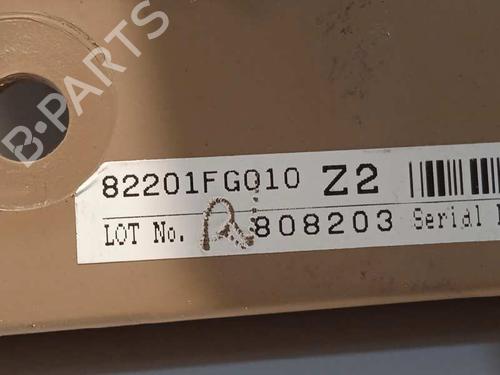 B-PARTS
82201FG010 Z2
LOT No. R 808203 Serial